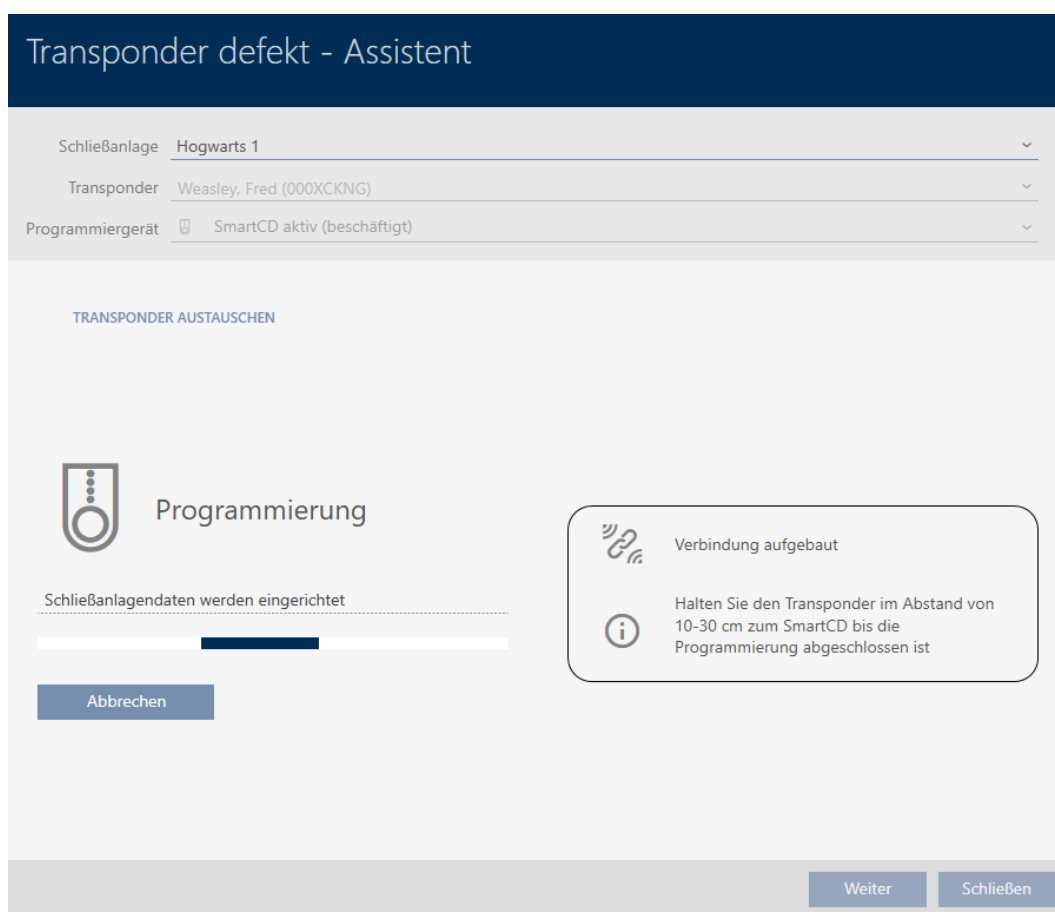 Transponder defekt - Assistent
Schließanlage Hogwarts 1
Transponder Weasley, Fred (000XCKNG)
Programmiergerät SmartCD aktiv (beschäftigt)
TRANSPONDER AUSTAUSCHEN
Programmierung
Schließanlagendaten werden eingerichtet
Abbrechen
Verbindung aufgebaut
Halten Sie den Transponder im Abstand von
10-30 cm zum SmartCD bis die
Programmierung abgeschlossen ist
Weiter Schließen